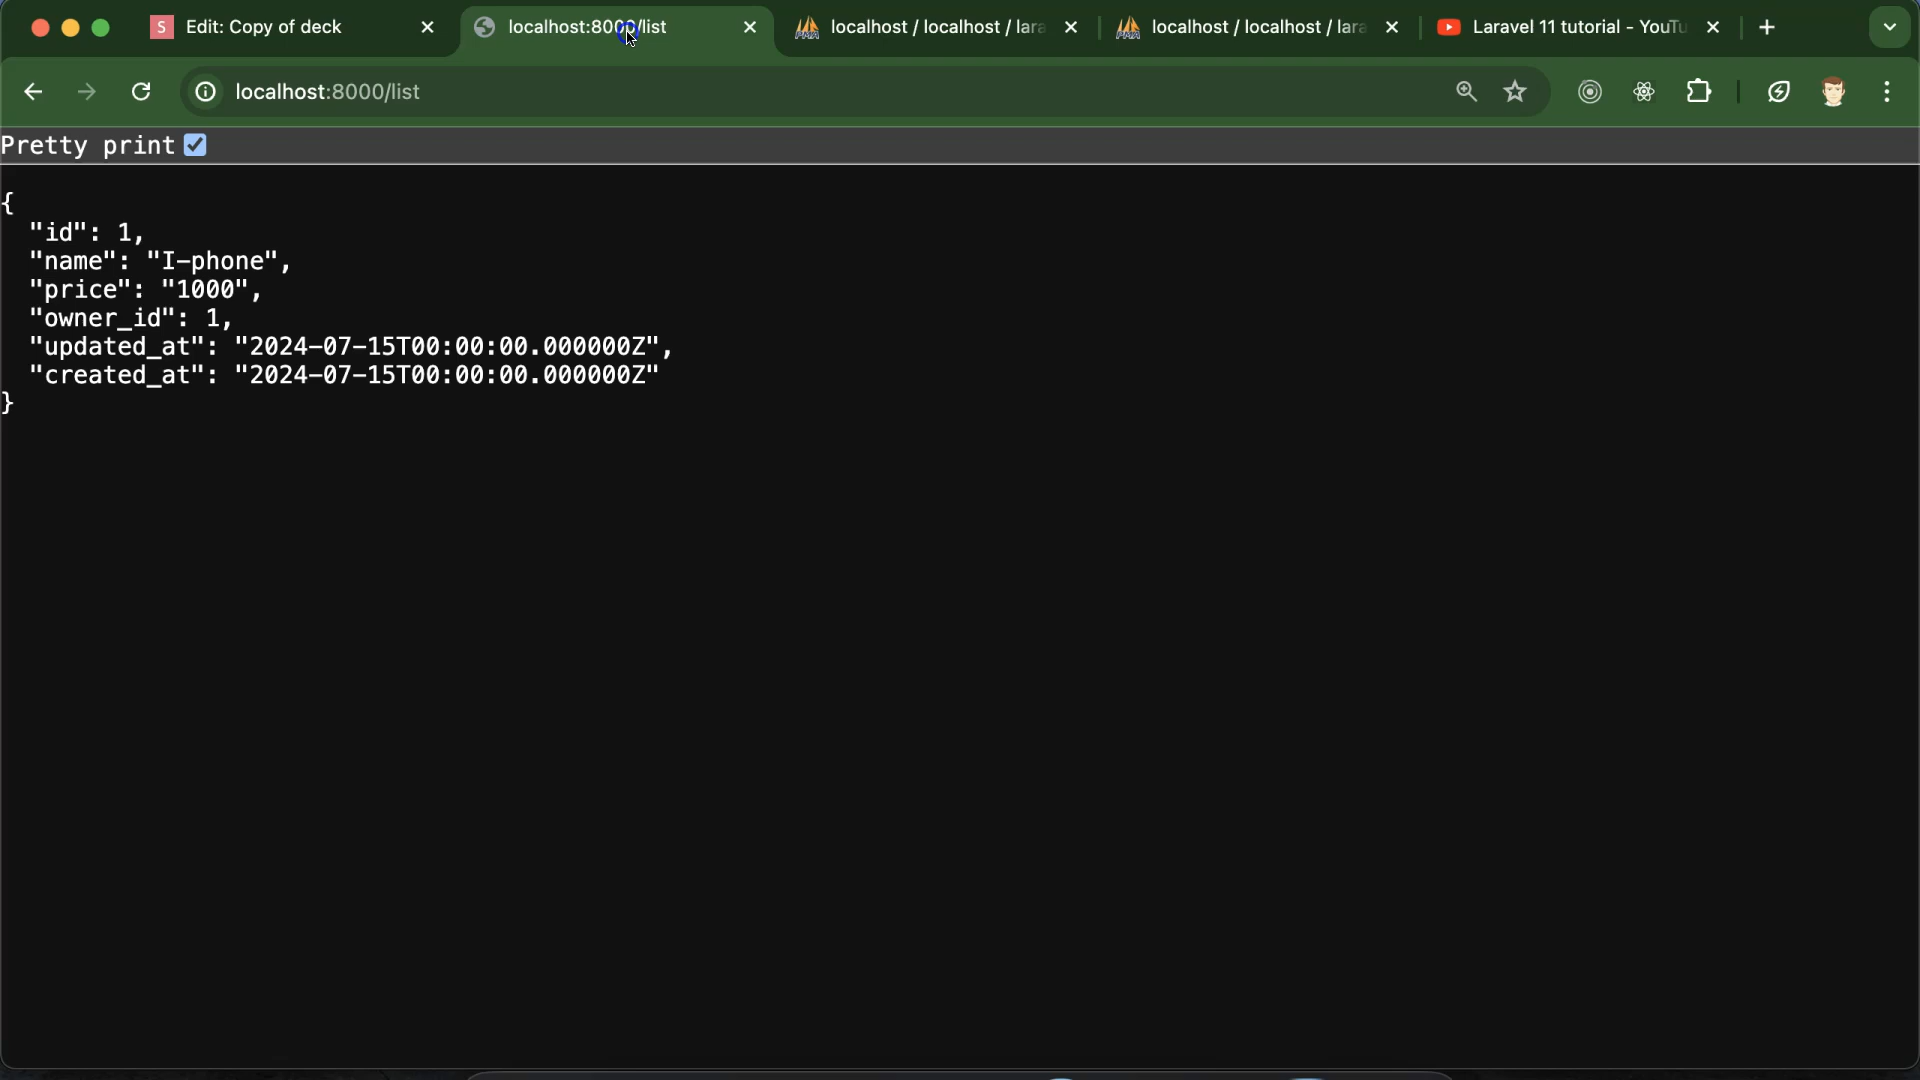 S Edit: Copy of deck
localhost:8000/list
localhost / localhost / lara
localhost / localhost / lara
Laravel 11 tutorial - YouTu
localhost:8000/list
Pretty print
{
"id": 1,
"name": "I-phone",
"price": "1000",
"owner_id": 1,
"updated_at": "2024-07-15T00:00:00.000000Z",
"created_at": "2024-07-15T00:00:00.000000Z"
}